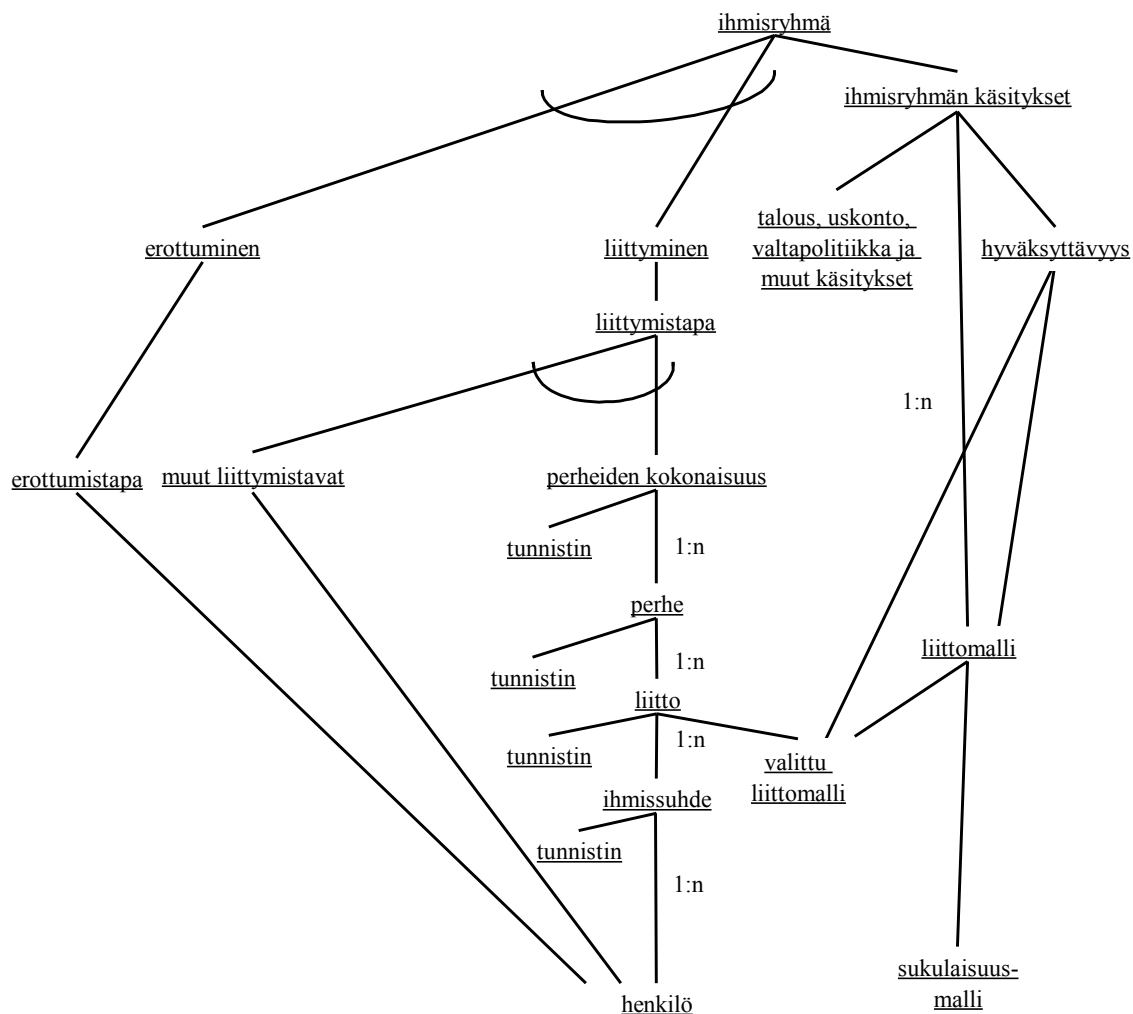 ihmisryhmä
ihmisryhmän käsitykset
talous, uskonto,
valtapolitiikka ja
muut käsitykset
erottuminen
liittyminen
hyväksyttävyys
liittymistapa
1:n
erottumistapa
muut liittymistavat
perheiden kokonaisuus
tunnistin
1:n
perhe
1:n
tunnistin
liittomalli
liitto
1:n
tunnistin
valittu
liittomalli
ihmissuhde
tunnistin
1:n
sukulaisuus-
malli
henkilö